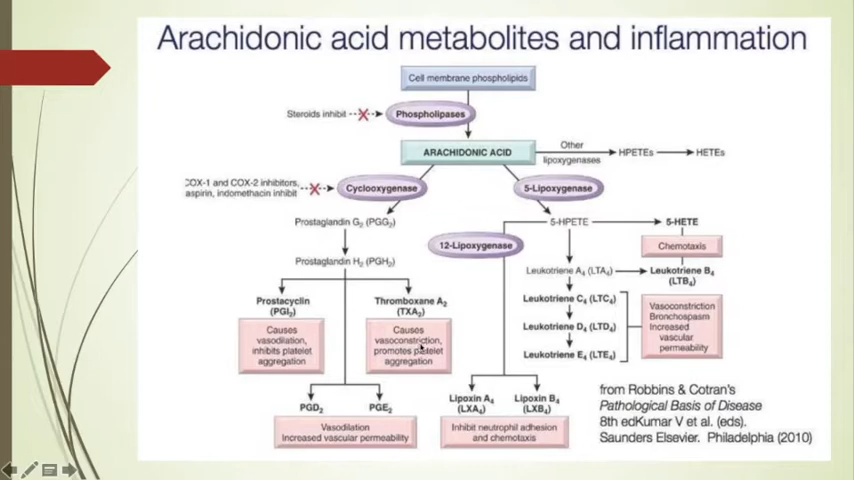 Arachidonic acid metabolites and inflammation
Cell membrane phospholipids
Steroids inhibit
Phospholipases
ARACHIDONIC ACID
Other
lipoxygenases
HPETEs
HETEs
COX-1 and COX-2 inhibitors,
aspirin, indomethacin inhibit
Cyclooxygenase
5-Lipoxygenase
Prostaglandin G₂ (PGG₂)
5-HPETE
5-HETE
12-Lipoxygenase
Chemotaxis
Prostaglandin H₂ (PGH₂)
Leukotriene A₄ (LTA₄)
Leukotriene B₄
(LTB₄)
Prostacyclin
(PGI₂)
Thromboxane A₂
(TXA₂)
Leukotriene C₄ (LTC₄)
Leukotriene D₄ (LTD₄)
Leukotriene E₄ (LTE₄)
Vasoconstriction
Bronchospasm
Increased
vascular
permeability
Causes
vasodilation,
inhibits platelet
aggregation
Causes
vasoconstriction,
promotes platelet
aggregation
PGD₂
PGE₂
Vasodilation
Increased vascular permeability
Lipoxin A₄
(LXA₄)
Lipoxin B₄
(LXB₄)
Inhibit neutrophil adhesion
and chemotaxis
from Robbins & Cotran's
Pathological Basis of Disease
8th edKumar V et al. (eds).
Saunders Elsevier. Philadelphia (2010)